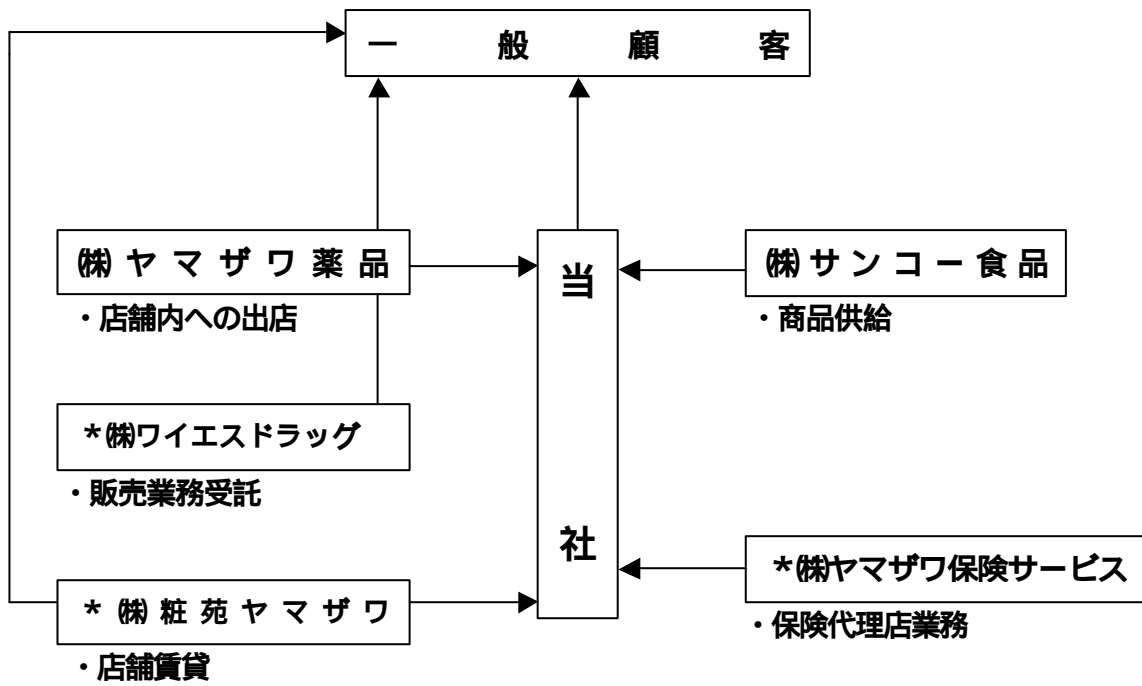 一般顧客
㈱ヤマザワ薬品
・店舗内への出店
当社
㈱サンコー食品
・商品供給
*㈱ワイエスドラッグ
・販売業務受託
*㈱粧苑ヤマザワ
・店舗賃貸
*㈱ヤマザワ保険サービス
・保険代理店業務